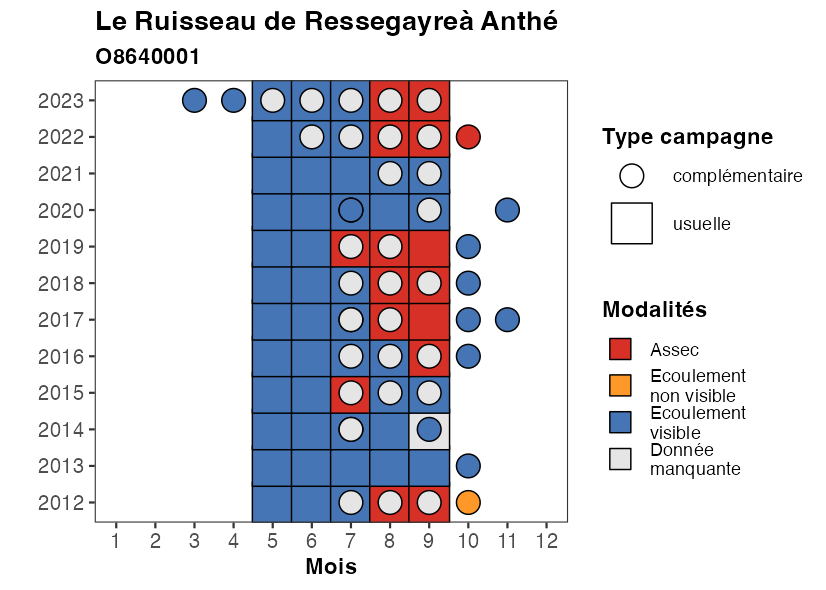 Le Ruisseau de Ressegayreà Anthé
O8640001
2023
2022
2021
2020
2019
2018
2017
2016
2015
2014
2013
2012
1 2 3 4 5 6 7 8 9 10 11 12
Mois
Type campagne
complémentaire
usuelle
Modalités
Assec
Ecoulement
non visible
Ecoulement
visible
Donnée
manquante